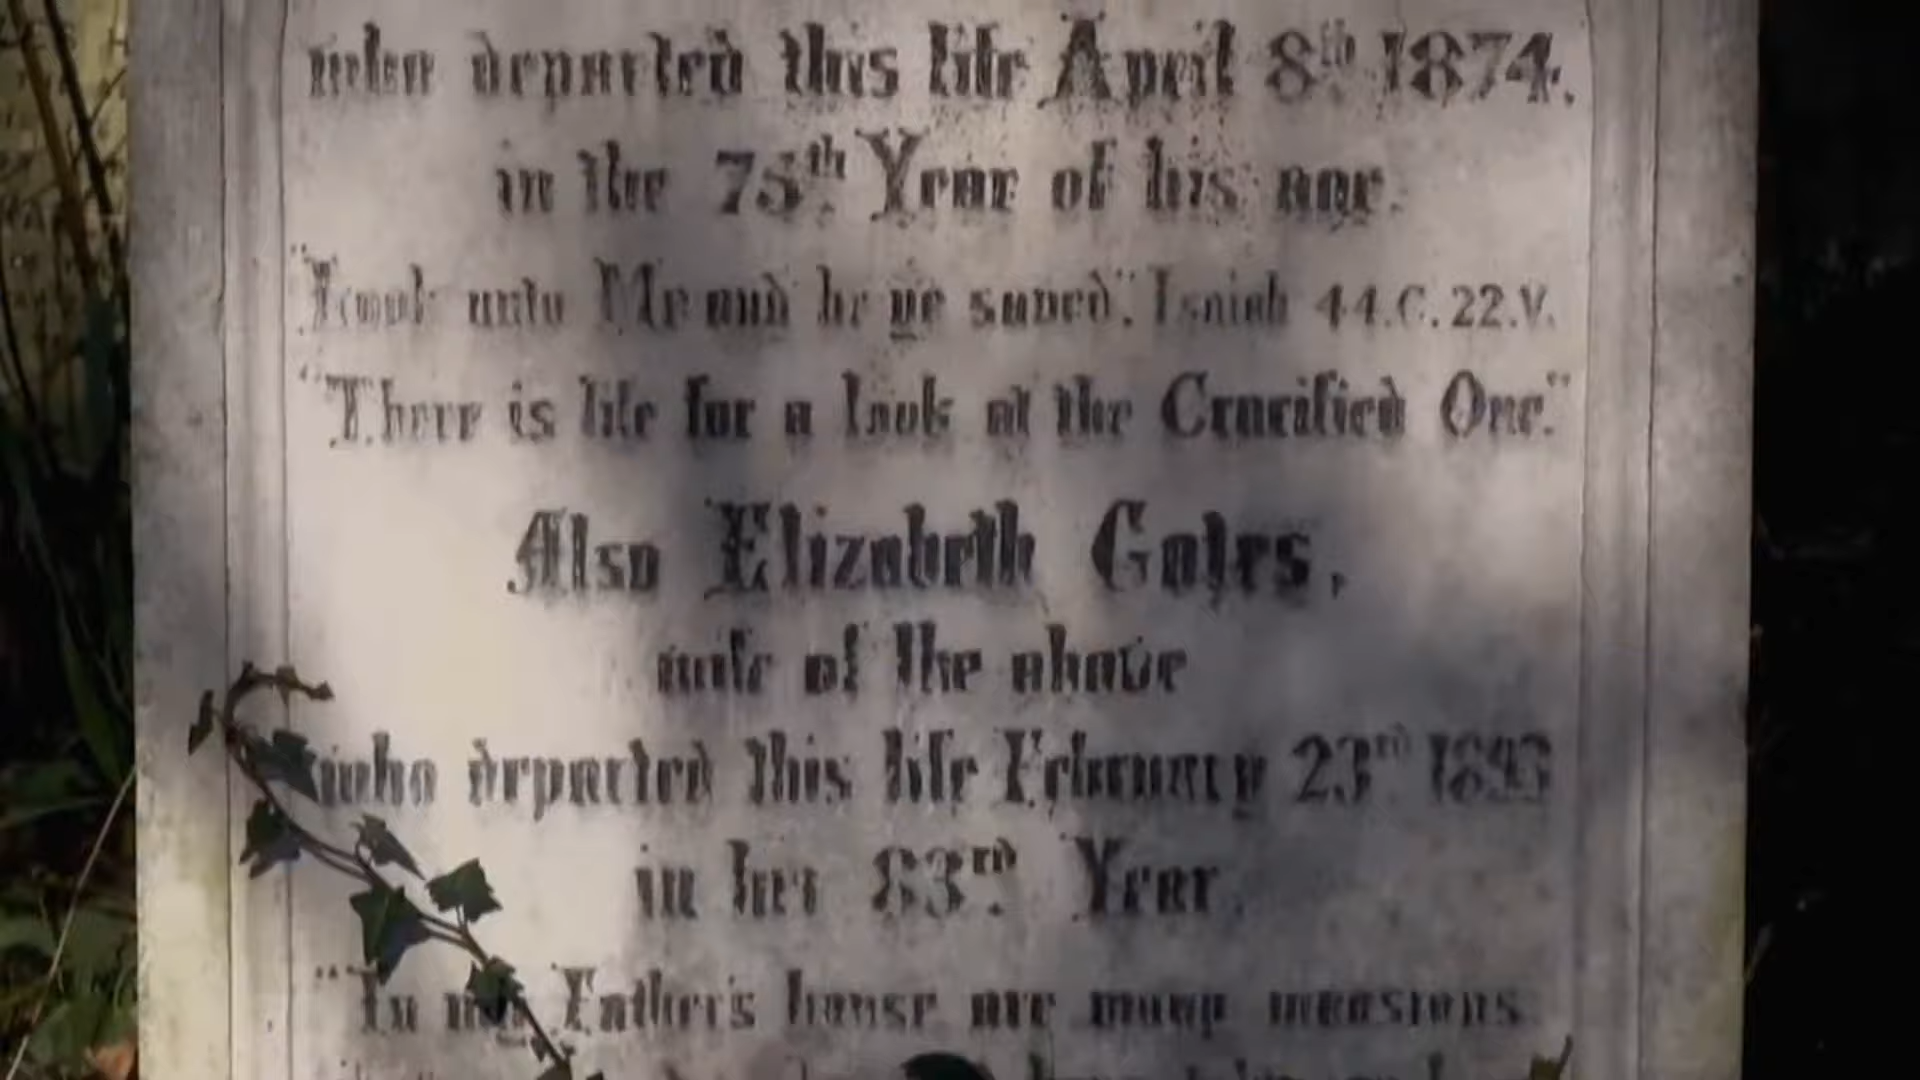 who departed this life April 8th 1874.
in the 75th Year of his age.
"Look unto Me and be ye saved". Isaiah 44.C.22.V.
"There is life for a look at the Crucified One."
Also Elizabeth Gates,
wife of the above
who departed this life February 23rd 1893
in her 83rd Year.
"In my Father's house are many mansions